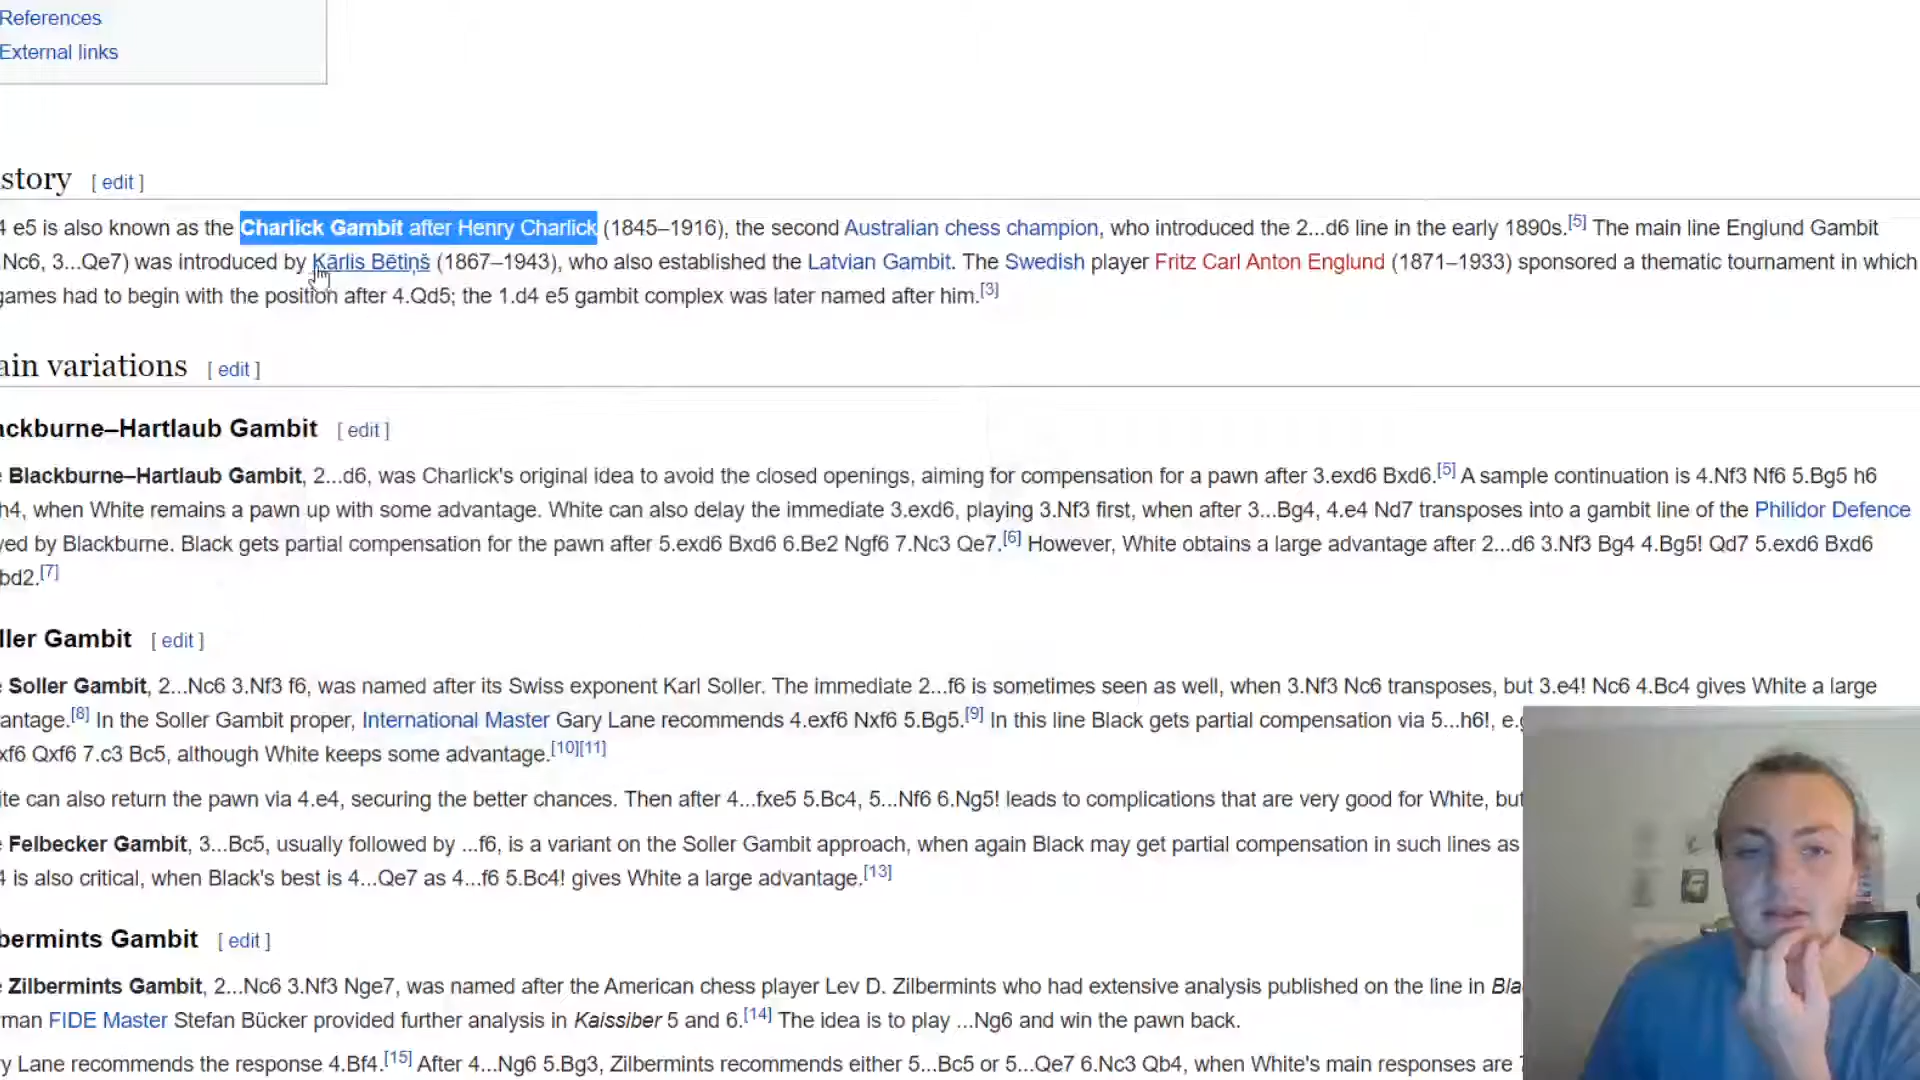 References
External links
story [ edit ]
4 e5 is also known as the Charlick Gambit after Henry Charlick (1845–1916), the second Australian chess champion, who introduced the 2...d6 line in the early 1890s.[5] The main line Englund Gambit
Nc6, 3...Qe7) was introduced by Kārlis Bētiņš (1867–1943), who also established the Latvian Gambit. The Swedish player Fritz Carl Anton Englund (1871–1933) sponsored a thematic tournament in which
games had to begin with the position after 4.Qd5; the 1.d4 e5 gambit complex was later named after him.[3]
ain variations [ edit ]
ackburne–Hartlaub Gambit [ edit ]
e Blackburne–Hartlaub Gambit, 2...d6, was Charlick's original idea to avoid the closed openings, aiming for compensation for a pawn after 3.exd6 Bxd6.[5] A sample continuation is 4.Nf3 Nf6 5.Bg5 h6
h4, when White remains a pawn up with some advantage. White can also delay the immediate 3.exd6, playing 3.Nf3 first, when after 3...Bg4, 4.e4 Nd7 transposes into a gambit line of the Philidor Defence
yed by Blackburne. Black gets partial compensation for the pawn after 5.exd6 Bxd6 6.Be2 Ngf6 7.Nc3 Qe7.[6] However, White obtains a large advantage after 2...d6 3.Nf3 Bg4 4.Bg5! Qd7 5.exd6 Bxd6
bd2.[7]
ller Gambit [ edit ]
e Soller Gambit, 2...Nc6 3.Nf3 f6, was named after its Swiss exponent Karl Soller. The immediate 2...f6 is sometimes seen as well, when 3.Nf3 Nc6 transposes, but 3.e4! Nc6 4.Bc4 gives White a large
antage.[8] In the Soller Gambit proper, International Master Gary Lane recommends 4.exf6 Nxf6 5.Bg5.[9] In this line Black gets partial compensation via 5...h6!, e.g
xf6 Qxf6 7.c3 Bc5, although White keeps some advantage.[10][11]
ite can also return the pawn via 4.e4, securing the better chances. Then after 4...fxe5 5.Bc4, 5...Nf6 6.Ng5! leads to complications that are very good for White, but
e Felbecker Gambit, 3...Bc5, usually followed by ...f6, is a variant on the Soller Gambit approach, when again Black may get partial compensation in such lines as
4 is also critical, when Black's best is 4...Qe7 as 4...f6 5.Bc4! gives White a large advantage.[13]
bermints Gambit [ edit ]
e Zilbermints Gambit, 2...Nc6 3.Nf3 Nge7, was named after the American chess player Lev D. Zilbermints who had extensive analysis published on the line in Bla
rman FIDE Master Stefan Bücker provided further analysis in Kaissiber 5 and 6.[14] The idea is to play ...Ng6 and win the pawn back.
ry Lane recommends the response 4.Bf4.[15] After 4...Ng6 5.Bg3, Zilbermints recommends either 5...Bc5 or 5...Qe7 6.Nc3 Qb4, when White's main responses are 7